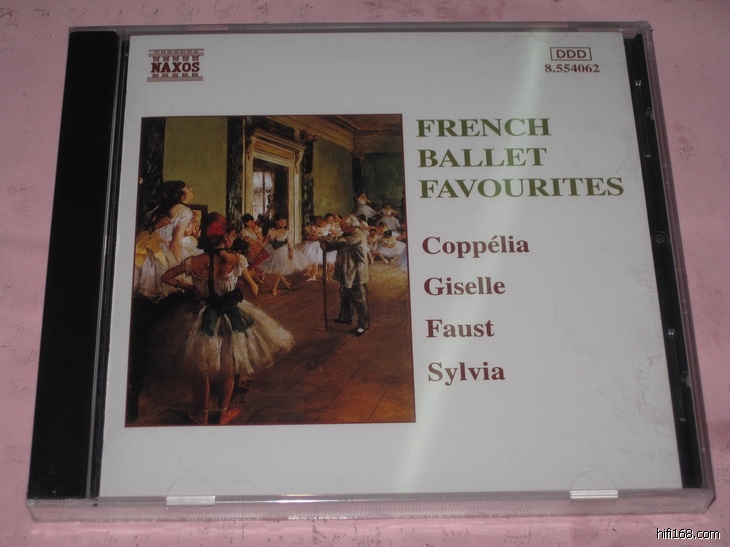 NAXOS
DDD
8.554062
FRENCH
BALLET
FAVOURITES
Coppélia
Giselle
Faust
Sylvia
hifi168.com